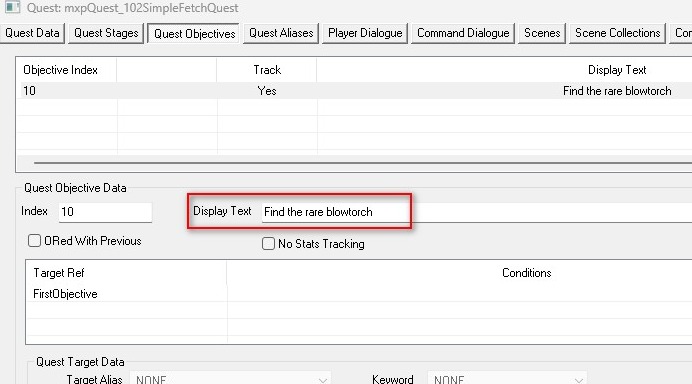 Quest: mxpQuest_102SimpleFetchQuest
Quest Data Quest Stages Quest Objectives Quest Aliases Player Dialogue Command Dialogue Scenes Scene Collections
Objective Index Track Display Text
10 Yes Find the rare blowtorch
Quest Objective Data
Index 10 Display Text Find the rare blowtorch
ORed With Previous No Stats Tracking
Target Ref Conditions
FirstObjective
Quest Target Data
Target Alias NONE Keyword NONE